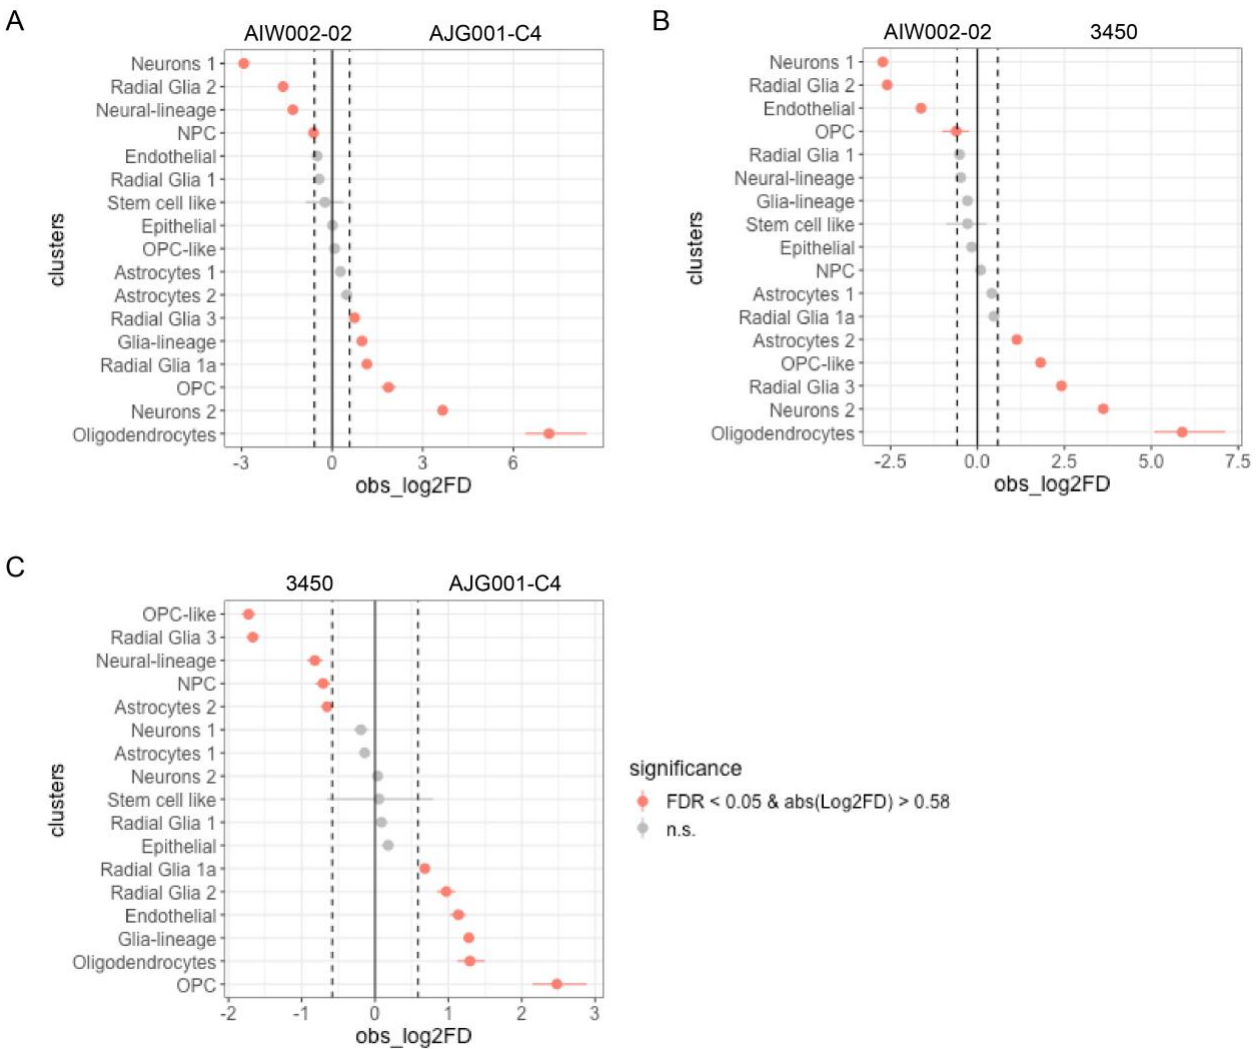 A
AIW002-02 AJG001-C4
clusters
Neurons 1
Radial Glia 2
Neural-lineage
NPC
Endothelial
Radial Glia 1
Stem cell like
Epithelial
OPC-like
Astrocytes 1
Astrocytes 2
Radial Glia 3
Glia-lineage
Radial Glia 1a
OPC
Neurons 2
Oligodendrocytes
-3 0 3 6
obs_log2FD
B
AIW002-02 3450
clusters
Neurons 1
Radial Glia 2
Endothelial
OPC
Radial Glia 1
Neural-lineage
Glia-lineage
Stem cell like
Epithelial
NPC
Astrocytes 1
Radial Glia 1a
Astrocytes 2
OPC-like
Radial Glia 3
Neurons 2
Oligodendrocytes
-2.5 0.0 2.5 5.0 7.5
obs_log2FD
C
3450 AJG001-C4
clusters
OPC-like
Radial Glia 3
Neural-lineage
NPC
Astrocytes 2
Neurons 1
Astrocytes 1
Neurons 2
Stem cell like
Radial Glia 1
Epithelial
Radial Glia 1a
Radial Glia 2
Endothelial
Glia-lineage
Oligodendrocytes
OPC
-2 -1 0 1 2 3
obs_log2FD
significance
FDR < 0.05 & abs(Log2FD) > 0.58
n.s.